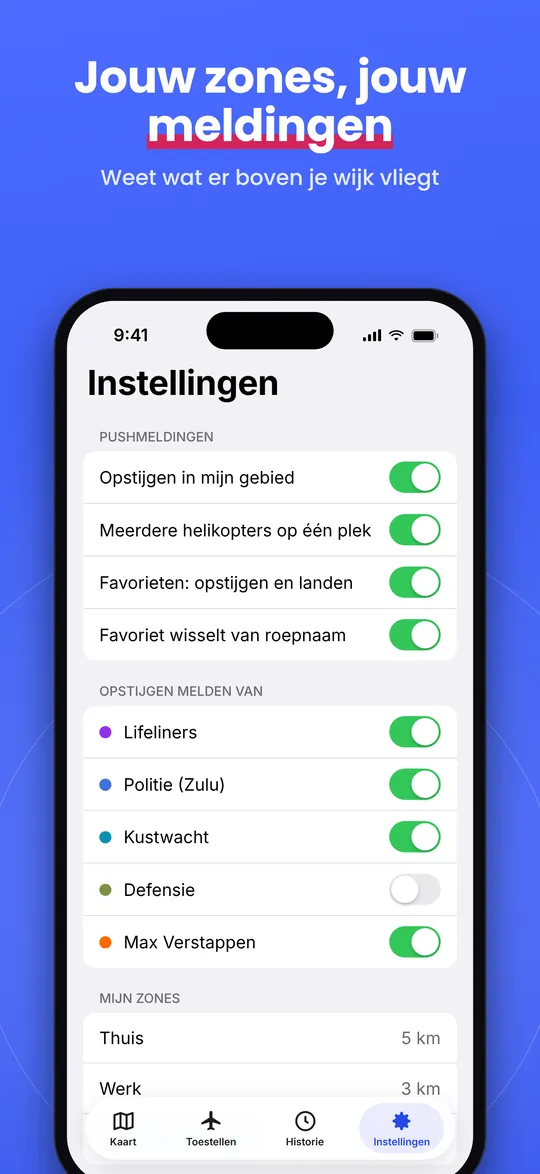 Jouw zones, jouw
meldingen
Weet wat er boven je wijk vliegt
9:41
Instellingen
PUSHMELDINGEN
Opstijgen in mijn gebied
Meerdere helikopters op één plek
Favorieten: opstijgen en landen
Favoriet wisselt van roepnaam
OPSTIJGEN MELDEN VAN
Lifeliners
Politie (Zulu)
Kustwacht
Defensie
Max Verstappen
MIJN ZONES
Thuis 5 km
Werk 3 km
Kaart Toestellen Historie Instellingen